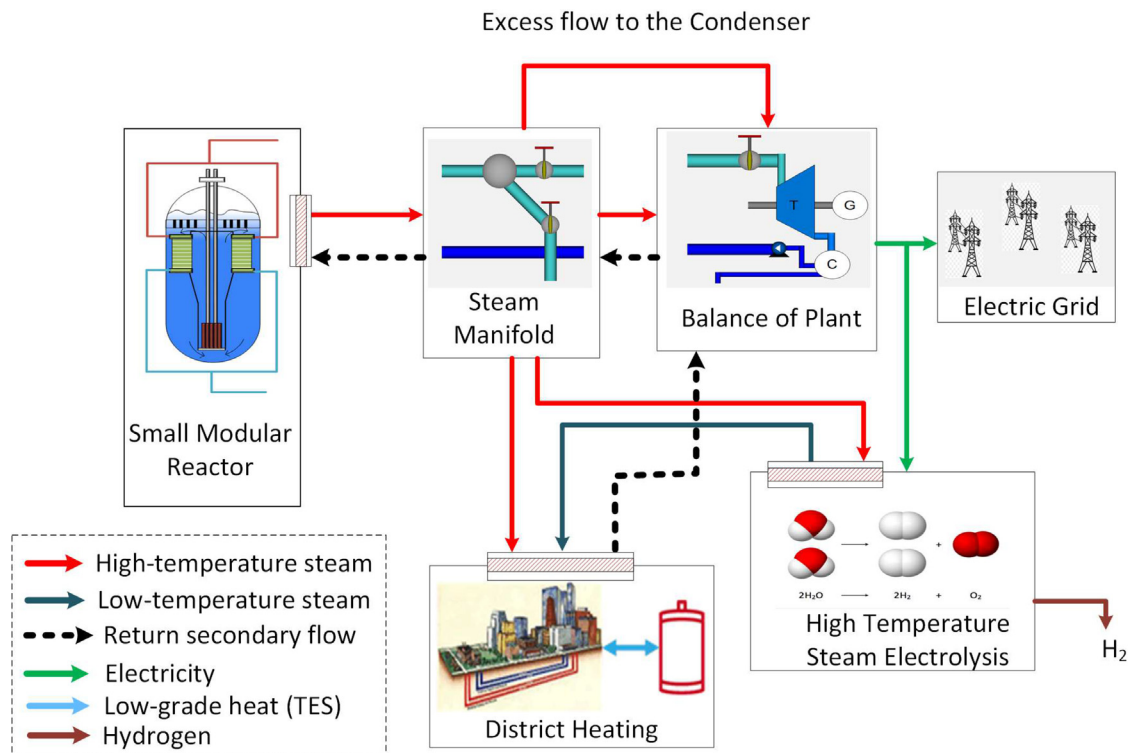 Excess flow to the Condenser
T
G
C
Steam
Manifold
Balance of Plant
Electric Grid
Small Modular
Reactor
High-temperature steam
Low-temperature steam
Return secondary flow
Electricity
Low-grade heat (TES)
Hydrogen
District Heating
2H₂O
2H₂
+
O₂
+
High Temperature
Steam Electrolysis
H₂